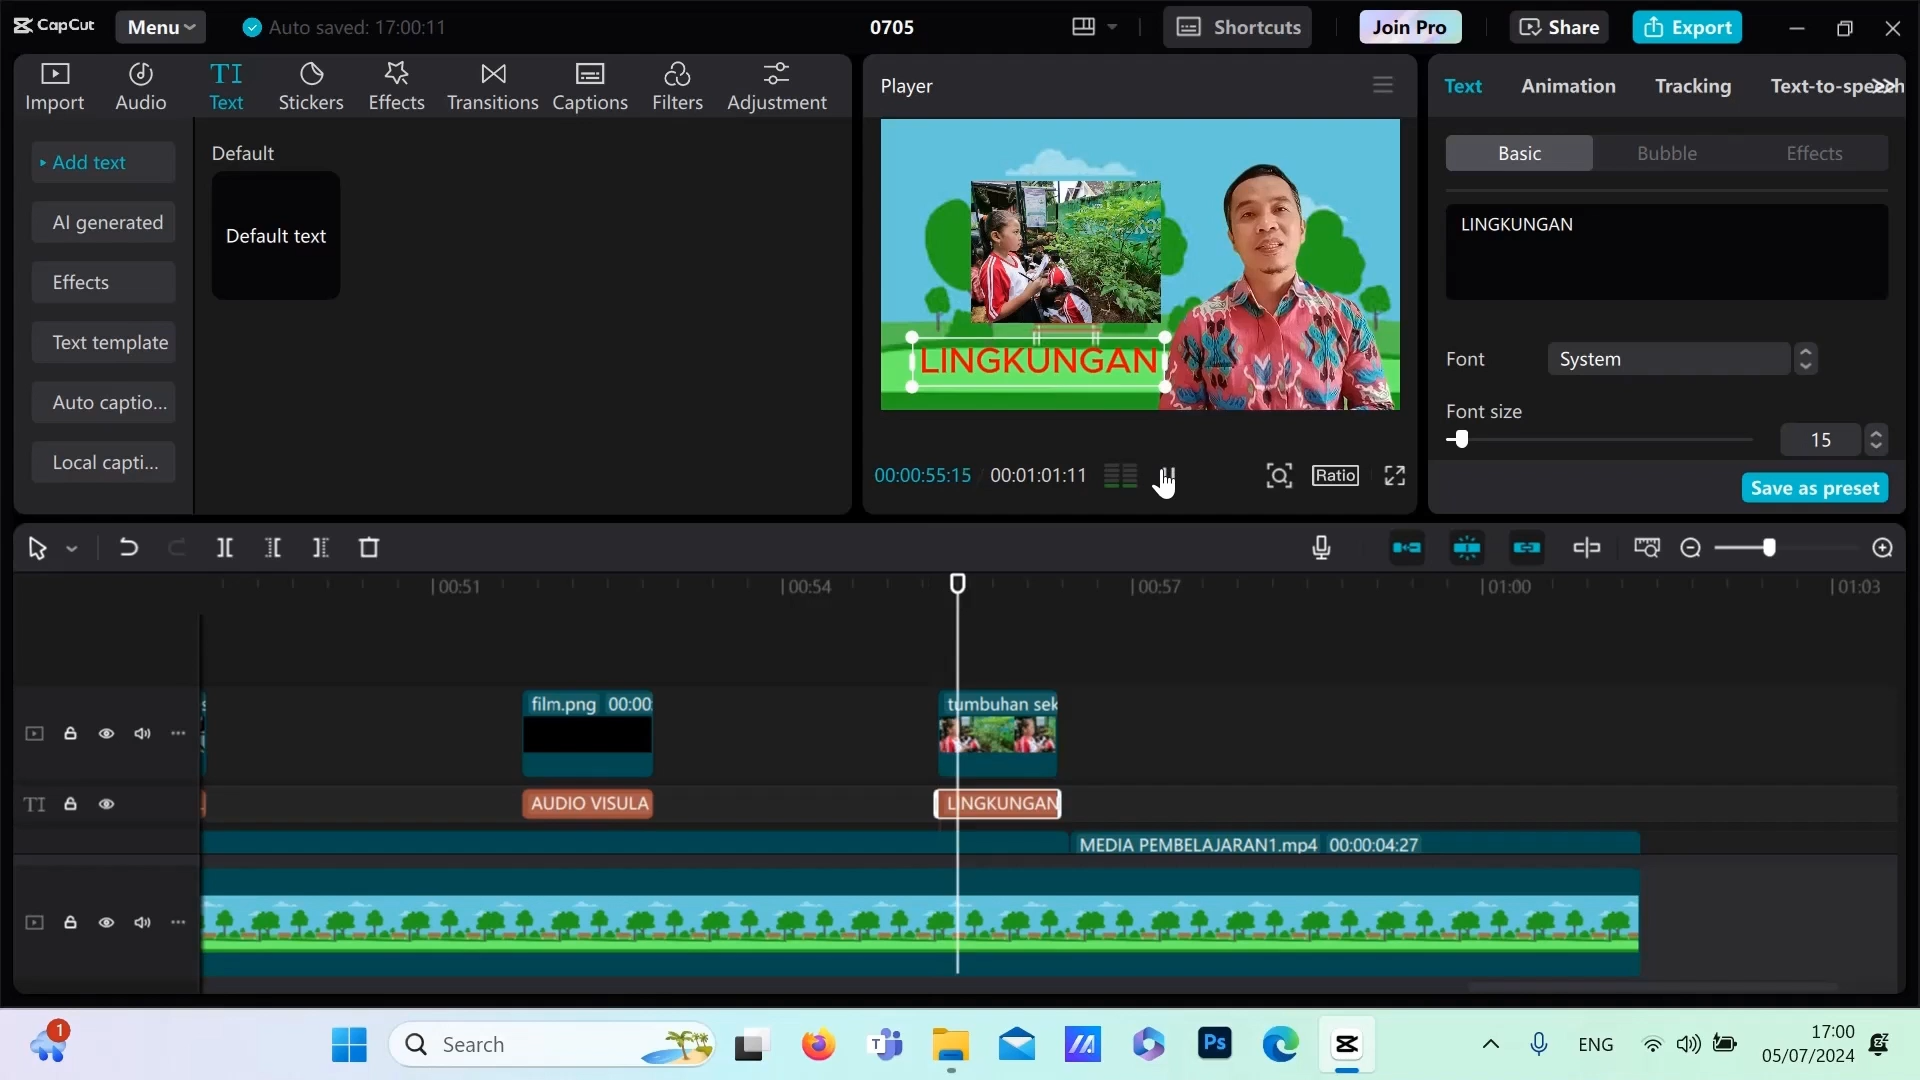 CapCut
Menu
Auto saved: 17:00:11
0705
Shortcuts
Join Pro
Share
Export
Import
Audio
TI
Text
Stickers
Effects
Transitions
Captions
Filters
Adjustment
Add text
AI generated
Effects
Text template
Auto captio...
Local capti...
Default
Default text
Player
LINGKUNGAN
00:00:55:15 / 00:01:01:11
Ratio
Text
Animation
Tracking
Text-to-speech
Basic
Bubble
Effects
LINGKUNGAN
Font
System
Font size
15
Save as preset
00:51
00:54
00:57
01:00
01:03
film.png 00:00
tumbuhan sek
TI
AUDIO VISULA
LINGKUNGAN
MEDIA PEMBELAJARAN1.mp4 00:00:04:27
1
Search
T
Ps
ENG
17:00
05/07/2024